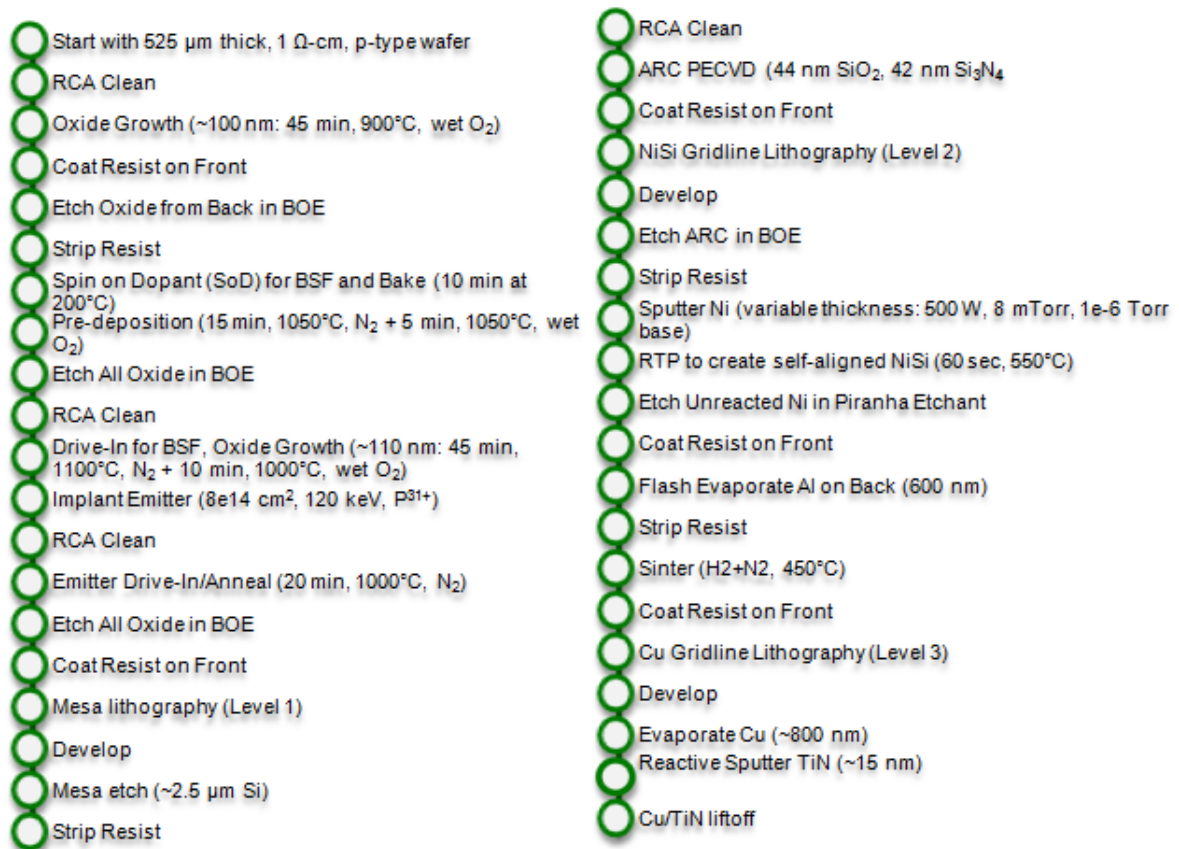 Start with 525 µm thick, 1 Ω-cm, p-type wafer
RCA Clean
Oxide Growth (~100 nm: 45 min, 900°C, wet O₂)
Coat Resist on Front
Etch Oxide from Back in BOE
Strip Resist
Spin on Dopant (SoD) for BSF and Bake (10 min at
200°C)
Pre-deposition (15 min, 1050°C, N₂ + 5 min, 1050°C, wet
O₂)
Etch All Oxide in BOE
RCA Clean
Drive-In for BSF, Oxide Growth (~110 nm: 45 min,
1100°C, N₂ + 10 min, 1000°C, wet O₂)
Implant Emitter (8e14 cm², 120 keV, P³¹⁺)
RCA Clean
Emitter Drive-In/Anneal (20 min, 1000°C, N₂)
Etch All Oxide in BOE
Coat Resist on Front
Mesa lithography (Level 1)
Develop
Mesa etch (~2.5 µm Si)
Strip Resist
RCA Clean
ARC PECVD (44 nm SiO₂, 42 nm Si₃N₄
Coat Resist on Front
NiSi Gridline Lithography (Level 2)
Develop
Etch ARC in BOE
Strip Resist
Sputter Ni (variable thickness: 500 W, 8 mTorr, 1e-6 Torr
base)
RTP to create self-aligned NiSi (60 sec, 550°C)
Etch Unreacted Ni in Piranha Etchant
Coat Resist on Front
Flash Evaporate Al on Back (600 nm)
Strip Resist
Sinter (H2+N2, 450°C)
Coat Resist on Front
Cu Gridline Lithography (Level 3)
Develop
Evaporate Cu (~800 nm)
Reactive Sputter TiN (~15 nm)
Cu/TiN liftoff